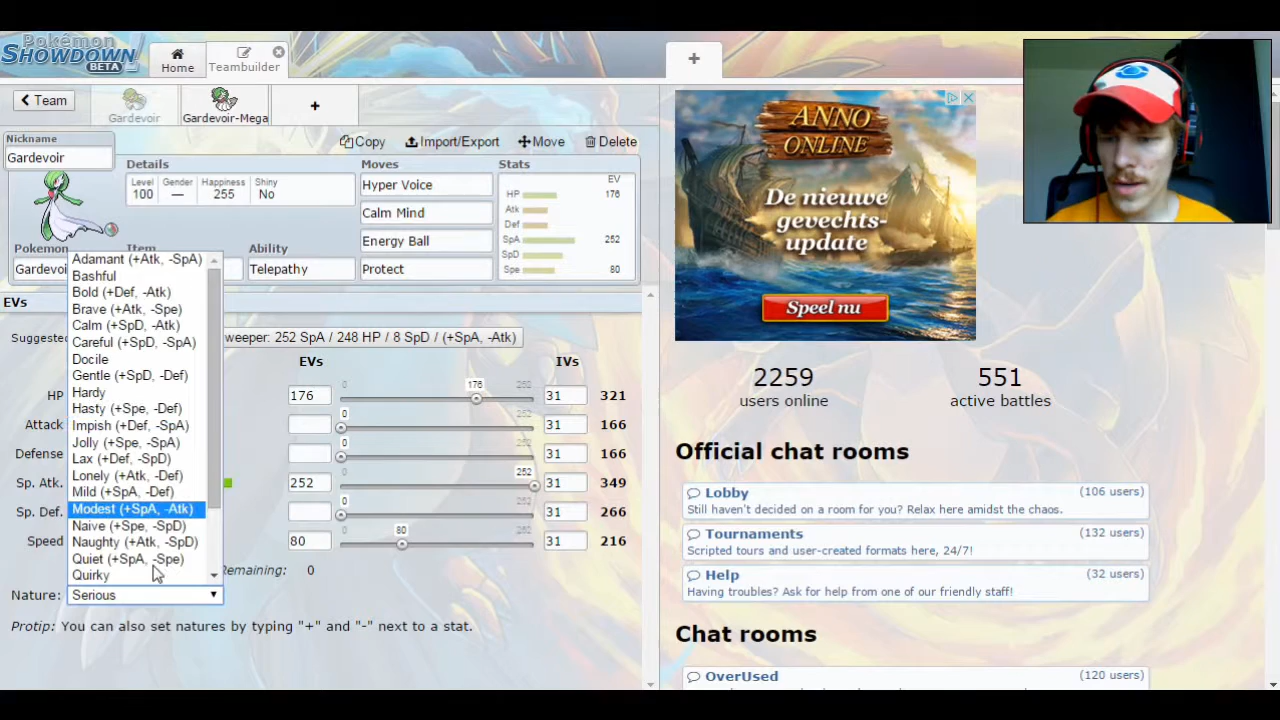 Pokémon
SHOWDOWN
BETA
Home
Teambuilder
+
Team
Gardevoir
Gardevoir-Mega
+
Nickname
Gardevoir
Copy
Import/Export
Move
Delete
Details
Level
100
Gender
—
Happiness
255
Shiny
No
Moves
Hyper Voice
Calm Mind
Energy Ball
Protect
Stats
EV
HP 176
Atk
Def
SpA 252
SpD
Spe 80
Pokemon
Item
Ability
Telepathy
EVs
252 SpA / 248 HP / 8 SpD / (+SpA, -Atk)
EVs
IVs
HP 176 0 176 252 31 321
Attack 0 252 31 166
Defense 0 252 31 166
Sp. Atk. 252 252 31 349
Sp. Def. 0 252 31 266
Speed 80 0 80 252 31 216
Remaining: 0
Adamant (+Atk, -SpA)
Bashful
Bold (+Def, -Atk)
Brave (+Atk, -Spe)
Calm (+SpD, -Atk)
Careful (+SpD, -SpA)
Docile
Gentle (+SpD, -Def)
Hardy
Hasty (+Spe, -Def)
Impish (+Def, -SpA)
Jolly (+Spe, -SpA)
Lax (+Def, -SpD)
Lonely (+Atk, -Def)
Mild (+SpA, -Def)
Modest (+SpA, -Atk)
Naive (+Spe, -SpD)
Naughty (+Atk, -SpD)
Quiet (+SpA, -Spe)
Quirky
Nature: Serious
Protip: You can also set natures by typing "+" and "-" next to a stat.
ANNO
ONLINE
De nieuwe
gevechts-
update
Speel nu
2259
users online
551
active battles
Official chat rooms
Lobby (106 users)
Still haven't decided on a room for you? Relax here amidst the chaos.
Tournaments (132 users)
Scripted tours and user-created formats here, 24/7!
Help (32 users)
Having troubles? Ask for help from one of our friendly staff!
Chat rooms
OverUsed (120 users)